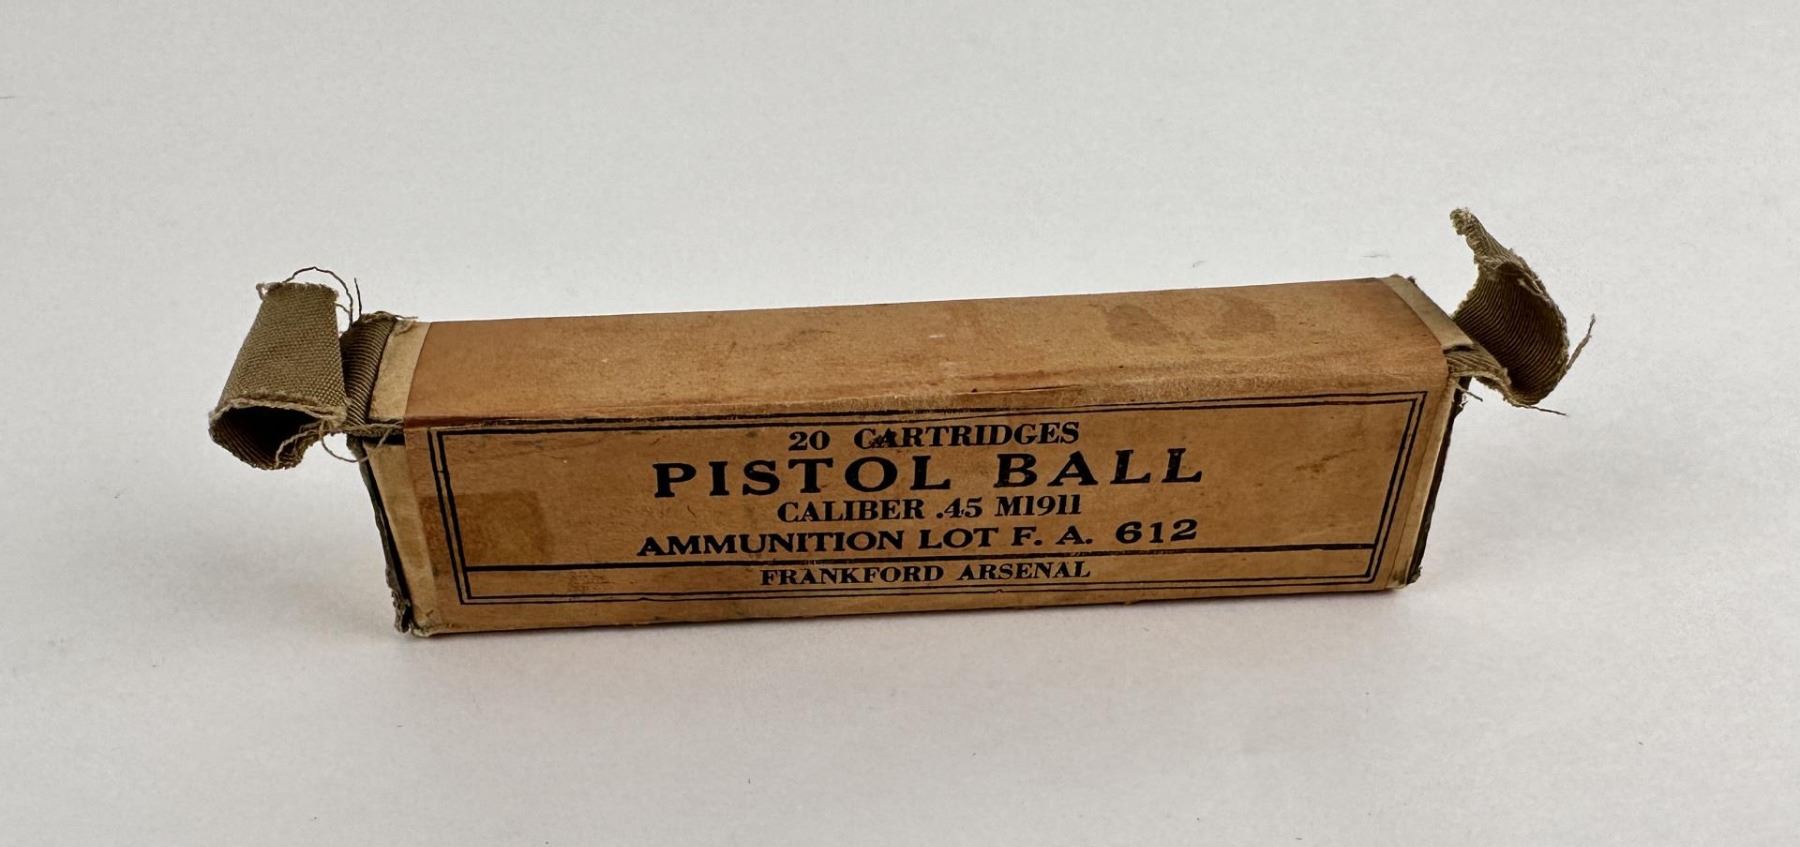 20 CARTRIDGES
PISTOL BALL
CALIBER .45 M1911
AMMUNITION LOT F. A. 612
FRANKFORD ARSENAL